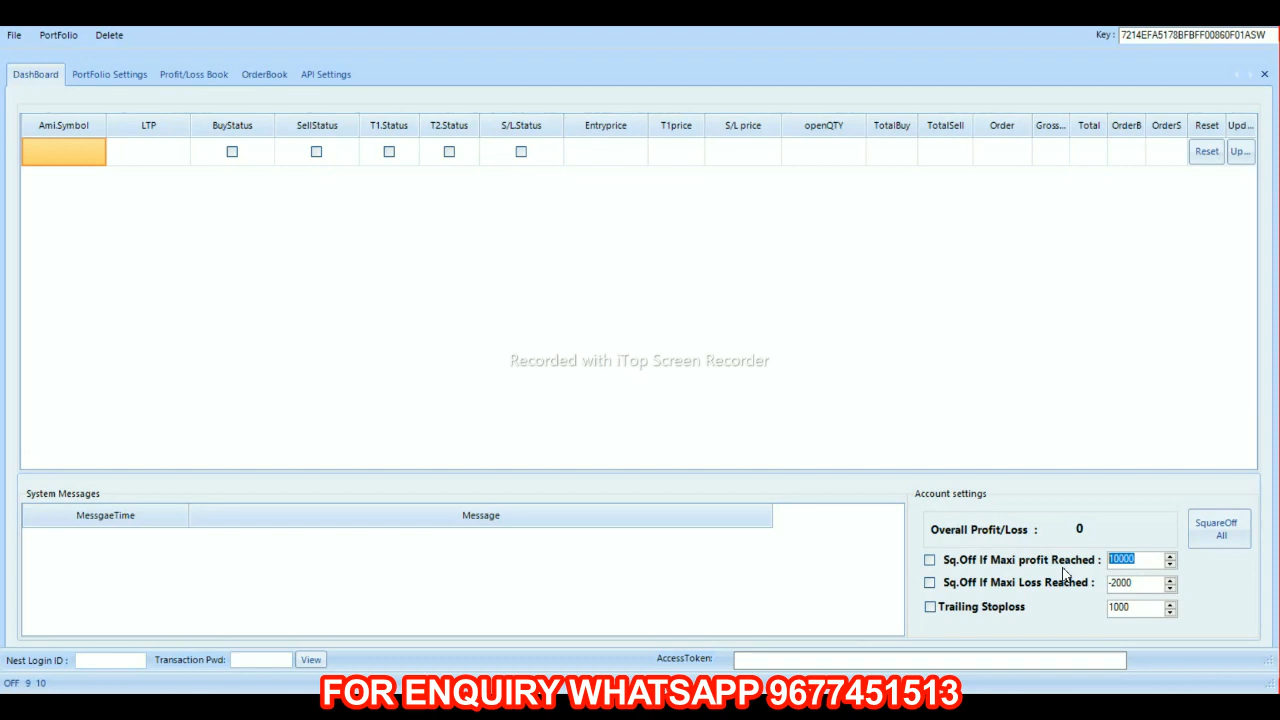 File PortFolio Delete Key : 7214EFA5178BFBFF00860F01ASW
DashBoard PortFolio Settings Profit/Loss Book OrderBook API Settings
Ami.Symbol LTP BuyStatus SellStatus T1.Status T2.Status S/L.Status Entryprice T1price S/L price openQTY TotalBuy TotalSell Order Gross... Total OrderB OrderS Reset Upd...
Reset Up...
Recorded with iTop Screen Recorder
System Messages Account settings
MessgaeTime Message
Overall Profit/Loss : 0
SquareOff
All
Sq.Off If Maxi profit Reached : 10000
Sq.Off If Maxi Loss Reached : -2000
Trailing Stoploss 1000
Nest Login ID : Transaction Pwd: View AccessToken:
OFF 9 10
FOR ENQUIRY WHATSAPP 9677451513